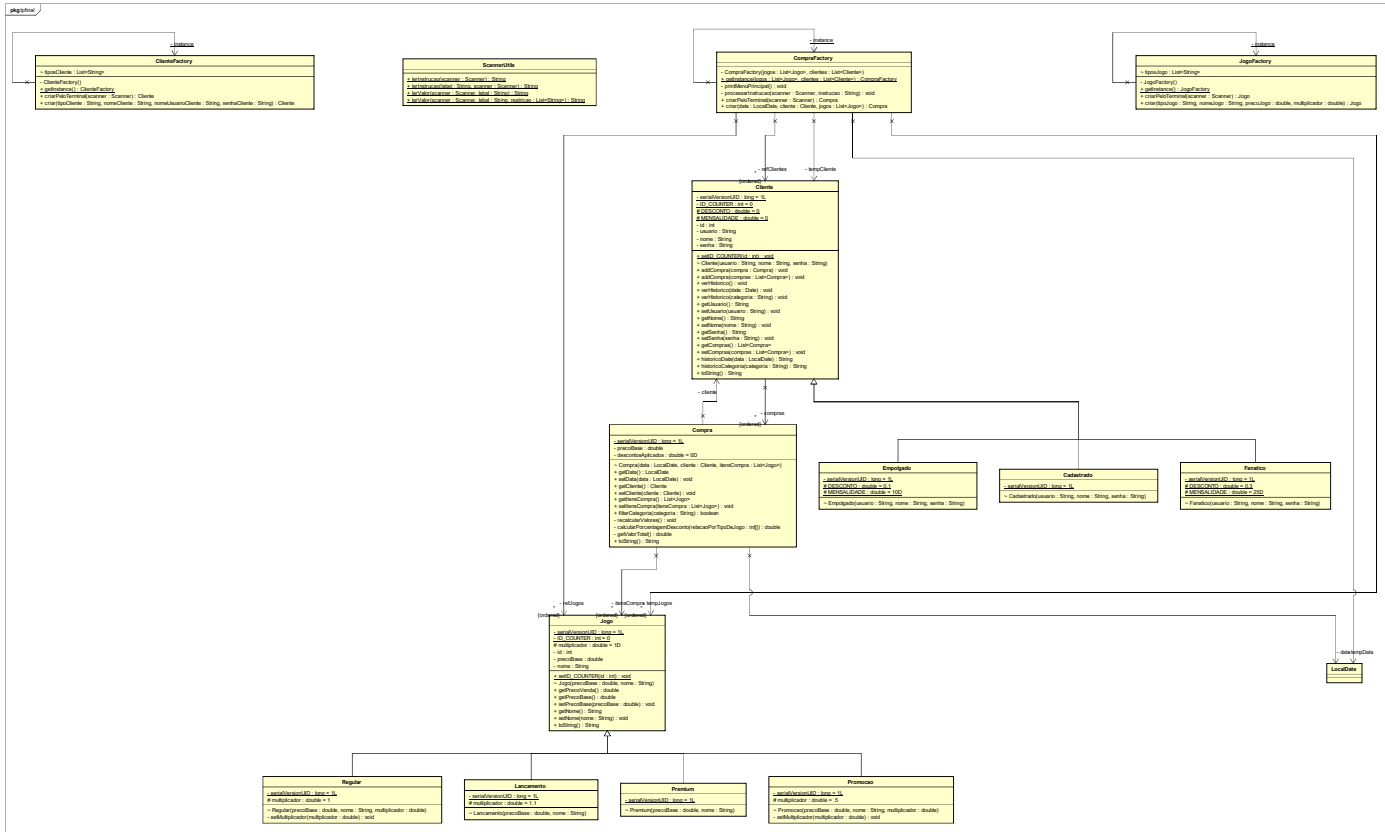 pkg tpfinal
- instance
ClienteFactory
~ tiposCliente : List<String>
- ClienteFactory()
+ getInstance() : ClienteFactory
+ criarPeloTerminal(scanner : Scanner) : Cliente
+ criar(tipoCliente : String, nomeCliente : String, nomeUsuarioCliente : String, senhaCliente : String) : Cliente
ScannerUtils
+ lerInstrucao(scanner : Scanner) : String
+ lerInstrucao(label : String, scanner : Scanner) : String
+ lerValor(scanner : Scanner, label : String) : String
+ lerValor(scanner : Scanner, label : String, restricao : List<String>) : String
- instance
CompraFactory
- CompraFactory(jogos : List<Jogo>, clientes : List<Cliente>)
+ getInstance(jogos : List<Jogo>, clientes : List<Cliente>) : CompraFactory
- printMenuPrincipal() : void
- processarInstrucao(scanner : Scanner, instrucao : String) : void
+ criarPeloTerminal(scanner : Scanner) : Compra
+ criar(data : LocalDate, cliente : Cliente, jogos : List<Jogo>) : Compra
- instance
JogoFactory
~ tiposJogo : List<String>
- JogoFactory()
+ getInstance() : JogoFactory
+ criarPeloTerminal(scanner : Scanner) : Jogo
+ criar(tipoJogo : String, nomeJogo : String, precoJogo : double, multiplicador : double) : Jogo
* - refClientes
{ordered}
- tempCliente
Cliente
- serialVersionUID : long = 1L
- ID_COUNTER : int = 0
# DESCONTO : double = 0
# MENSALIDADE : double = 0
- id : int
- usuario : String
- nome : String
- senha : String
+ setID_COUNTER(id : int) : void
~ Cliente(usuario : String, nome : String, senha : String)
+ addCompra(compra : Compra) : void
+ addCompra(compras : List<Compra>) : void
+ verHistorico() : void
+ verHistorico(data : Date) : void
+ verHistorico(categoria : String) : void
+ getUsuario() : String
+ setUsuario(usuario : String) : void
+ getNome() : String
+ setNome(nome : String) : void
+ getSenha() : String
+ setSenha(senha : String) : void
+ getCompras() : List<Compra>
+ setCompras(compras : List<Compra>) : void
+ historicoData(data : LocalDate) : String
+ historicoCategoria(categoria : String) : String
+ toString() : String
- cliente
* - compras
{ordered}
Compra
- serialVersionUID : long = 1L
- precoBase : double
- descontosAplicados : double = 0D
~ Compra(data : LocalDate, cliente : Cliente, itensCompra : List<Jogo>)
+ getData() : LocalDate
+ setData(data : LocalDate) : void
+ getCliente() : Cliente
+ setCliente(cliente : Cliente) : void
+ getItensCompra() : List<Jogo>
+ setItensCompra(itensCompra : List<Jogo>) : void
+ filterCategoria(categoria : String) : boolean
- recalcularValores() : void
- calcularPorcentagemDesconto(relacaoPorTipoDeJogo : int[]) : double
- getValorTotal() : double
+ toString() : String
Empolgado
- serialVersionUID : long = 1L
# DESCONTO : double = 0.1
# MENSALIDADE : double = 10D
~ Empolgado(usuario : String, nome : String, senha : String)
Cadastrado
- serialVersionUID : long = 1L
~ Cadastrado(usuario : String, nome : String, senha : String)
Fanatico
- serialVersionUID : long = 1L
# DESCONTO : double = 0.3
# MENSALIDADE : double = 25D
~ Fanatico(usuario : String, nome : String, senha : String)
* - refJogos
{ordered}
* - itensCompra
{ordered}
* tempJogos
{ordered}
Jogo
- serialVersionUID : long = 1L
- ID_COUNTER : int = 0
# multiplicador : double = 1D
- id : int
- precoBase : double
- nome : String
+ setID_COUNTER(id : int) : void
~ Jogo(precoBase : double, nome : String)
+ getPrecoVenda() : double
+ getPrecoBase() : double
+ setPrecoBase(precoBase : double) : void
+ getNome() : String
+ setNome(nome : String) : void
+ toString() : String
- data
tempData
LocalDate
Regular
- serialVersionUID : long = 1L
# multiplicador : double = 1
~ Regular(precoBase : double, nome : String, multiplicador : double)
- setMultiplicador(multiplicador : double) : void
Lancamento
- serialVersionUID : long = 1L
# multiplicador : double = 1.1
~ Lancamento(precoBase : double, nome : String)
Premium
- serialVersionUID : long = 1L
~ Premium(precoBase : double, nome : String)
Promocao
- serialVersionUID : long = 1L
# multiplicador : double = .5
~ Promocao(precoBase : double, nome : String, multiplicador : double)
- setMultiplicador(multiplicador : double) : void